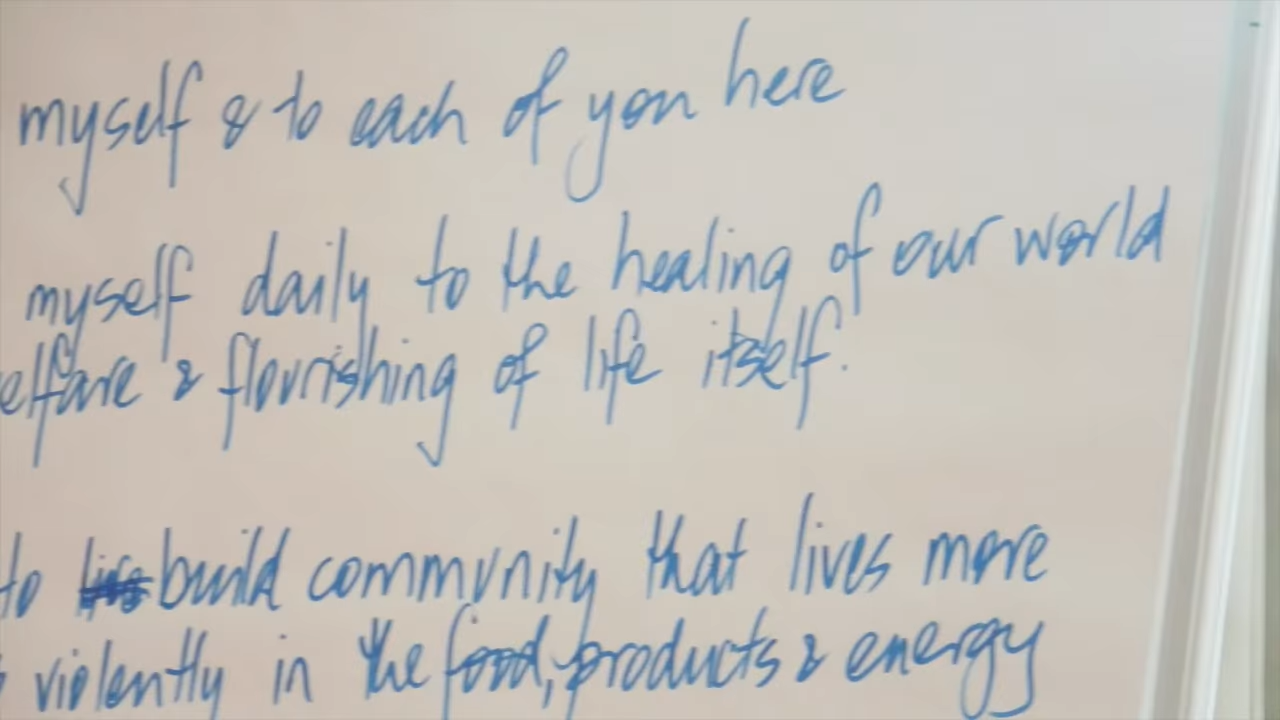 myself & to each of you here
myself daily to the healing of our world
elfare & flourishing of life itself.
to build community that lives more
violently in the food, products & energy